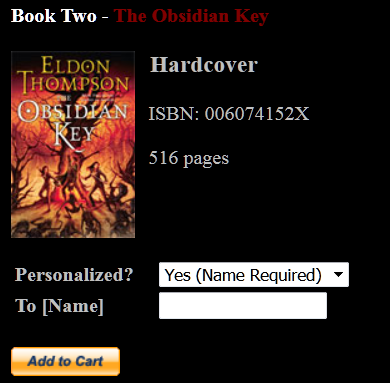 Book Two - The Obsidian Key
ELDON
THOMPSON
THE
OBSIDIAN
KEY
Hardcover
ISBN: 006074152X
516 pages
Personalized? Yes (Name Required)
To [Name]
Add to Cart